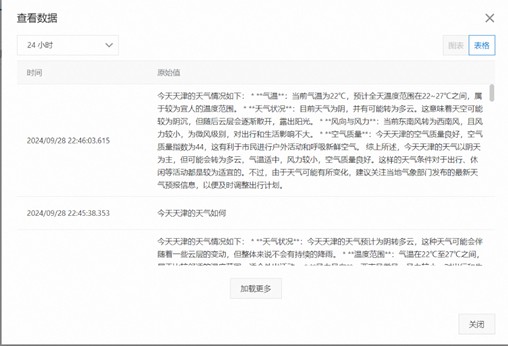 查看数据
24 小时
图表 表格
时间 原始值
今天天津的天气情况如下： * **气温**：当前气温为22℃，预计全天温度范围在22~27℃之间，属
于较为宜人的温度范围。 * **天气状况**：目前天气为阴，并有可能转为多云。这意味着天空可能
较为阴沉，但随后云层会逐渐散开，露出阳光。 * **风向与风力**：当前东南风转为西南风，且风
力较小，为微风级别，对出行和生活影响不大。 * **空气质量**：今天天津的空气质量良好，空气
2024/09/28 22:46:03.615
质量指数为44，这有利于市民进行户外活动和呼吸新鲜空气。 综上所述，今天天津的天气以阴天
为主，但可能会转为多云，气温适中，风力较小，空气质量良好。这样的天气条件对于出行、休
闲等活动都是较为适宜的。不过，由于天气可能有所变化，建议关注当地气象部门发布的最新天
气预报信息，以便及时调整出行计划。
2024/09/28 22:45:38.353 今天天津的天气如何
今天天津的天气情况如下： * **天气状况**：今天天津的天气预计为阴转多云，这种天气可能会伴
随着一些云层的变动，但整体来说不会有持续的降雨。 * **温度范围**：气温在22℃至27℃之间，
加载更多
关闭